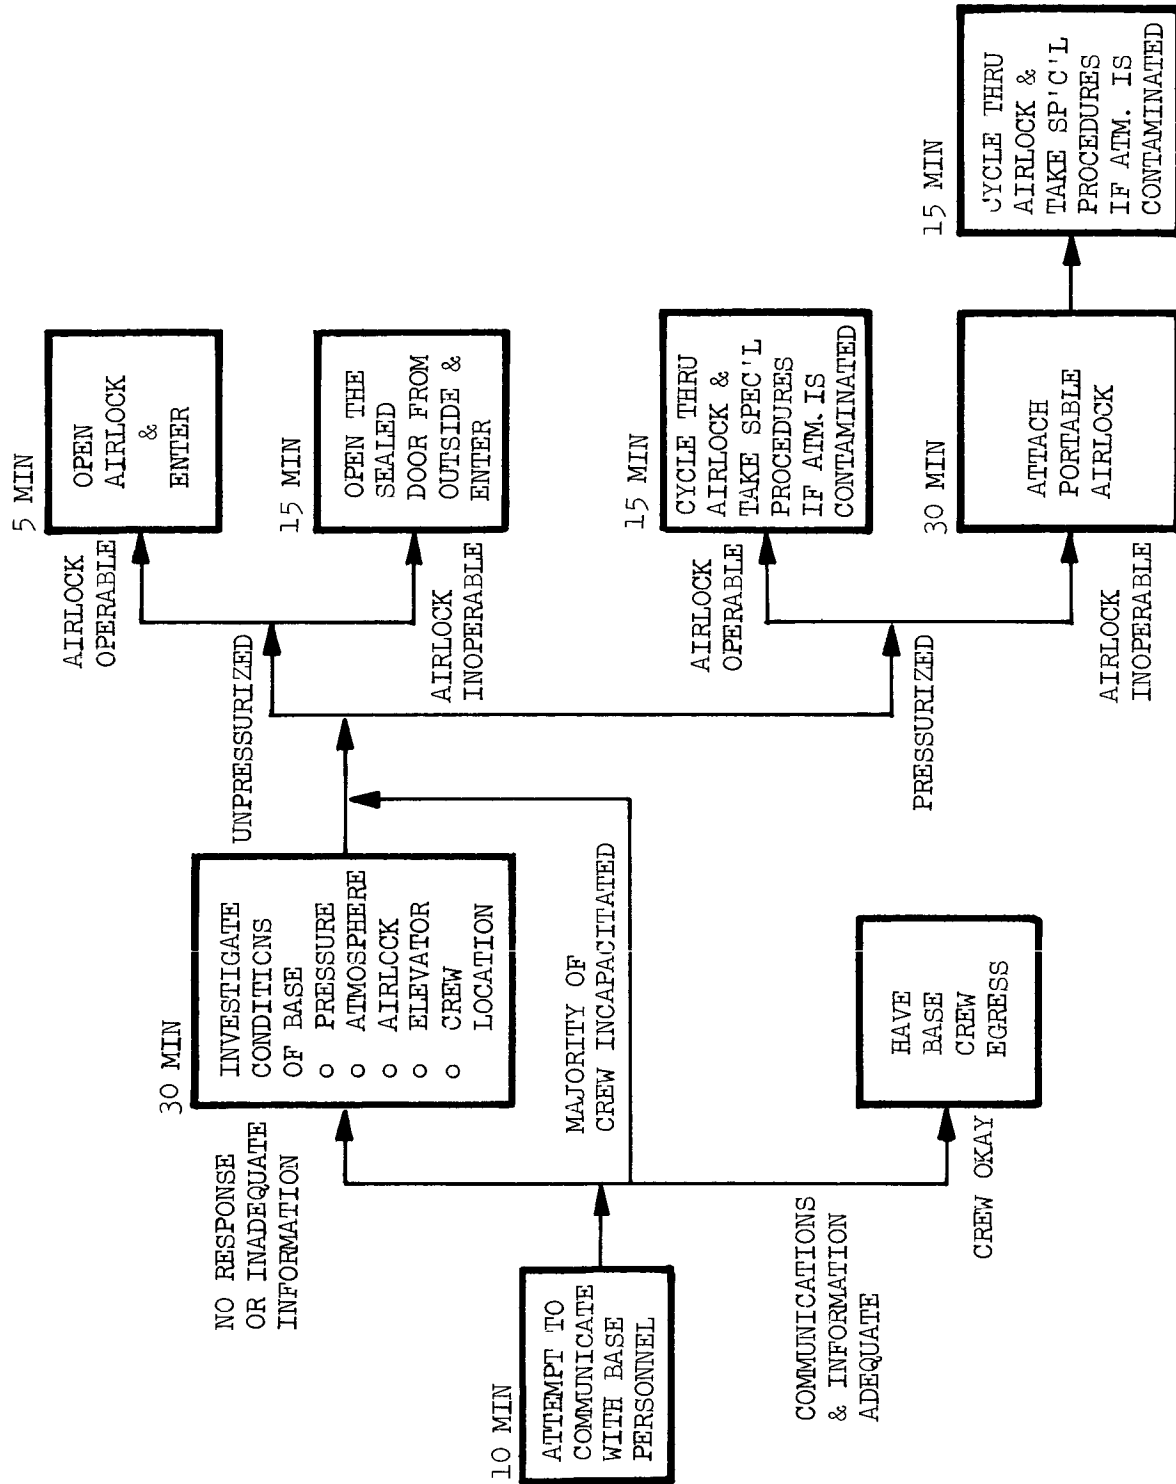 10 MIN
ATTEMPT TO
COMMUNICATE
WITH BASE
PERSONNEL
NO RESPONSE
OR INADEQUATE
INFORMATION
30 MIN
INVESTIGATE
CONDITICNS
OF BASE
o PRESSURE
o ATMOSPHERE
o AIRLCCK
o ELEVATOR
o CREW
LOCATION
MAJORITY OF
CREW INCAPACITATED
COMMUNICATIONS
& INFORMATION
ADEQUATE
CREW OKAY
HAVE
BASE
CREW
EGRESS
UNPRESSURIZED
AIRLOCK
OPERABLE
5 MIN
OPEN
AIRLOCK
&
ENTER
AIRLOCK
INOPERABLE
15 MIN
OPEN THE
SEALED
DOOR FROM
OUTSIDE &
ENTER
PRESSURIZED
AIRLOCK
OPERABLE
15 MIN
CYCLE THRU
AIRLOCK &
TAKE SPEC'L
PROCEDURES
IF ATM. IS
CONTAMINATED
AIRLOCK
INOPERABLE
30 MIN
ATTACH
PORTABLE
AIRLOCK
15 MIN
CYCLE THRU
AIRLOCK &
TAKE SP'C'L
PROCEDURES
IF ATM. IS
CONTAMINATED